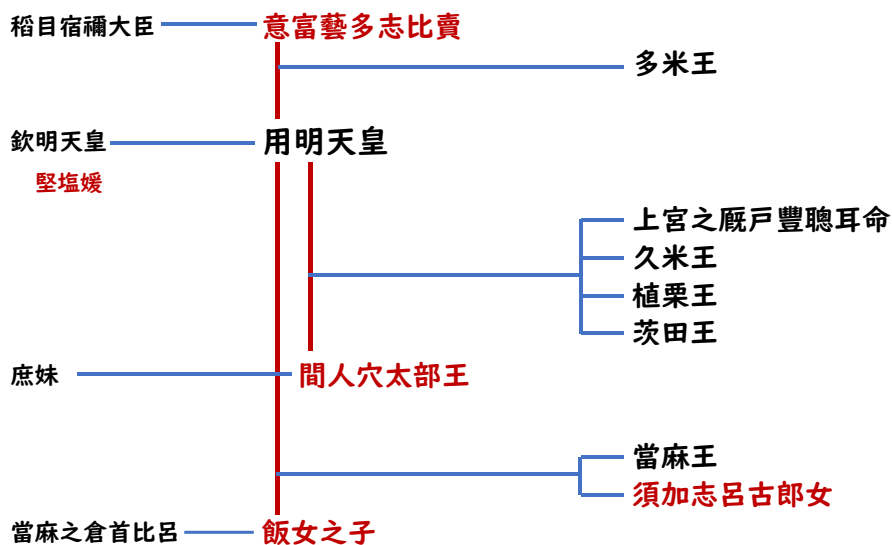 稻目宿禰大臣
意富藝多志比賣
多米王
欽明天皇
用明天皇
堅塩媛
上宮之厩戸豐聰耳命
久米王
植栗王
茨田王
庶妹
間人穴太部王
當麻王
須加志呂古郎女
當麻之倉首比呂
飯女之子